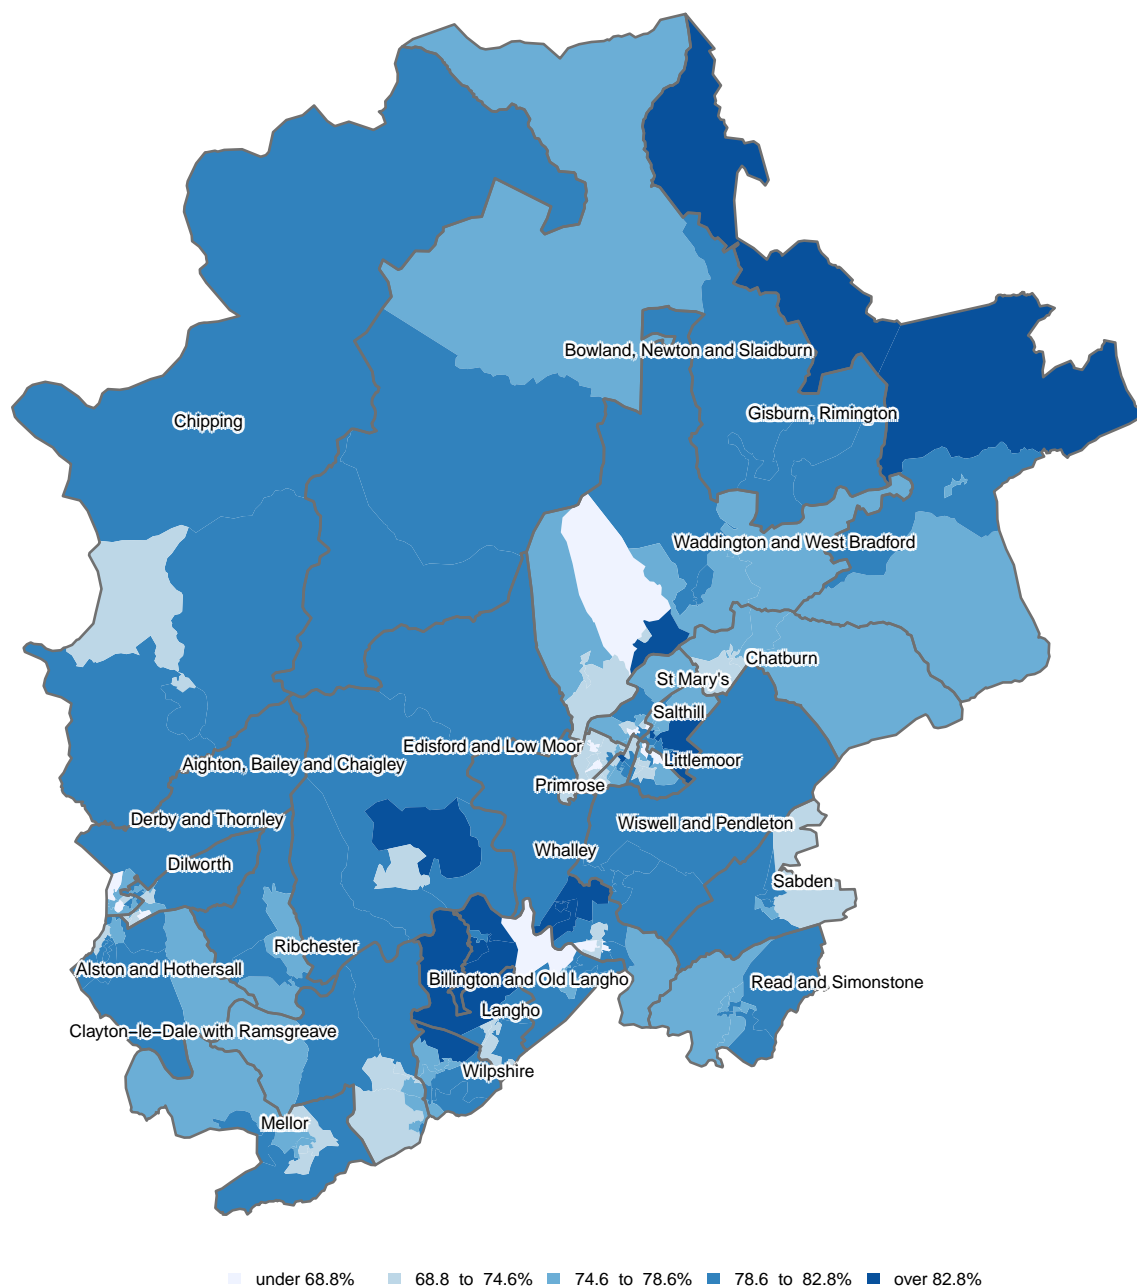 Bowland, Newton and Slaidburn
Gisburn, Rimington
Chipping
Waddington and West Bradford
Chatburn
St Mary's
Salthill
Edisford and Low Moor
Littlemoor
Aighton, Bailey and Chaigley
Primrose
Derby and Thornley
Wiswell and Pendleton
Whalley
Dilworth
Sabden
Ribchester
Alston and Hothersall
Billington and Old Langho
Read and Simonstone
Langho
Clayton−le−Dale with Ramsgreave
Wilpshire
Mellor
under 68.8% 68.8 to 74.6% 74.6 to 78.6% 78.6 to 82.8% over 82.8%